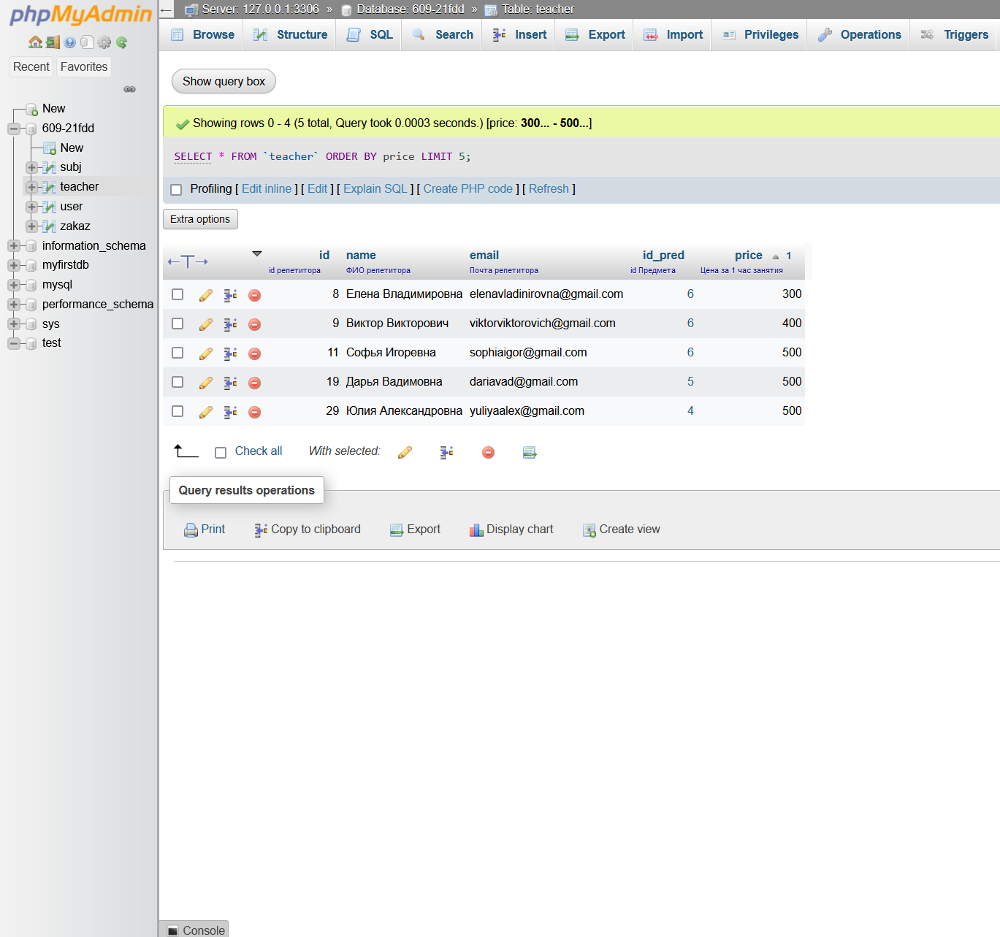 phpMyAdmin
Recent Favorites
New
609-21fdd
New
subj
teacher
user
zakaz
information_schema
myfirstdb
mysql
performance_schema
sys
test
← Server: 127.0.0.1:3306 » Database: 609-21fdd » Table: teacher
Browse Structure SQL Search Insert Export Import Privileges Operations Triggers
Show query box
Showing rows 0 - 4 (5 total, Query took 0.0003 seconds.) [price: 300... - 500...]
SELECT * FROM `teacher` ORDER BY price LIMIT 5;
Profiling [ Edit inline ] [ Edit ] [ Explain SQL ] [ Create PHP code ] [ Refresh ]
Extra options
←T→ id name email id_pred price 1
id репетитора ФИО репетитора Почта репетитора id Предмета Цена за 1 час занятия
8 Елена Владимировна elenavladinirovna@gmail.com 6 300
9 Виктор Викторович viktorviktorovich@gmail.com 6 400
11 Софья Игоревна sophiaigor@gmail.com 6 500
19 Дарья Вадимовна dariavad@gmail.com 5 500
29 Юлия Александровна yuliyaalex@gmail.com 4 500
Check all With selected:
Query results operations
Print Copy to clipboard Export Display chart Create view
Console